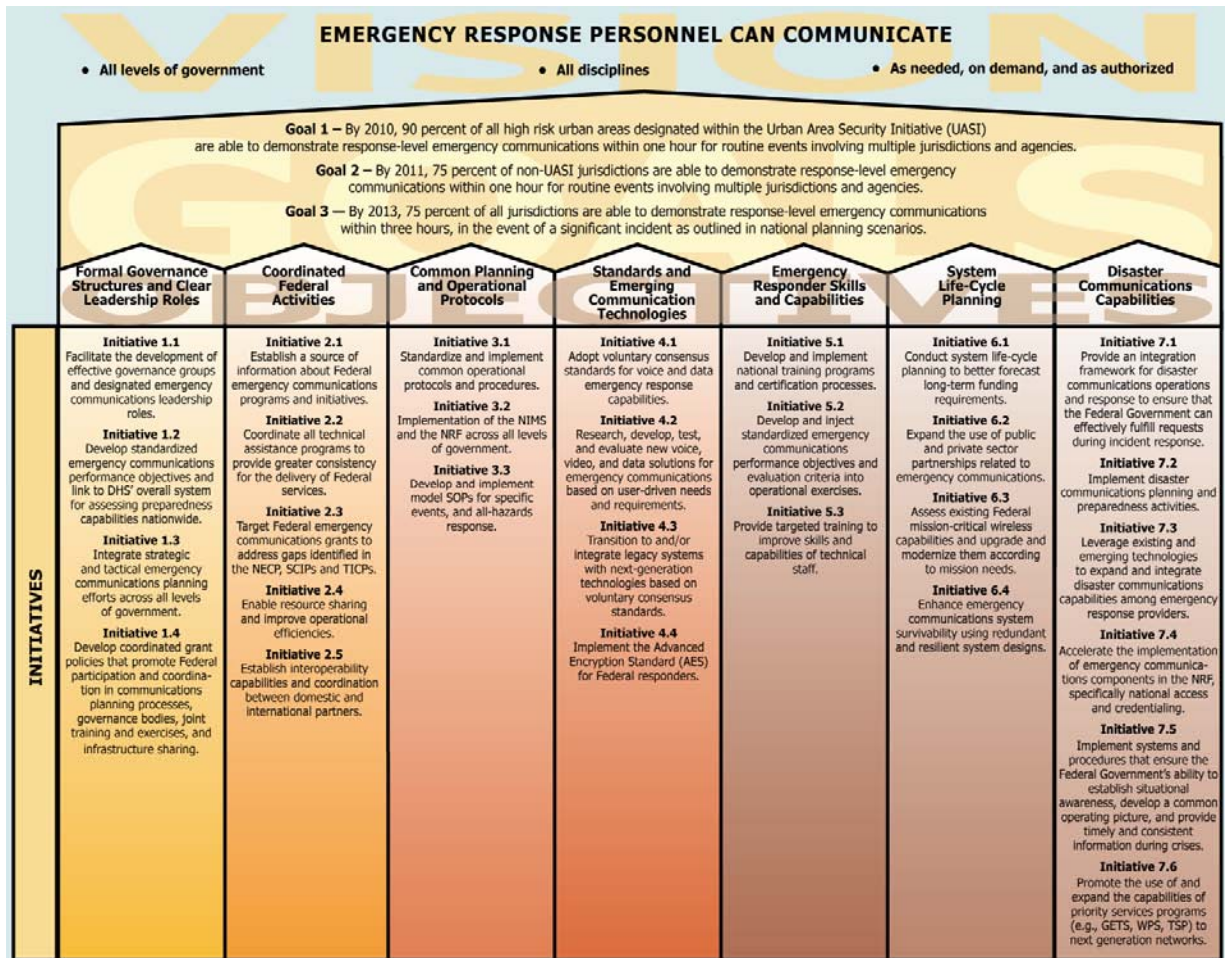 VISION
EMERGENCY RESPONSE PERSONNEL CAN COMMUNICATE
• All levels of government
• All disciplines
• As needed, on demand, and as authorized
GOALS
Goal 1 – By 2010, 90 percent of all high risk urban areas designated within the Urban Area Security Initiative (UASI)
are able to demonstrate response-level emergency communications within one hour for routine events involving multiple jurisdictions and agencies.
Goal 2 – By 2011, 75 percent of non-UASI jurisdictions are able to demonstrate response-level emergency
communications within one hour for routine events involving multiple jurisdictions and agencies.
Goal 3 — By 2013, 75 percent of all jurisdictions are able to demonstrate response-level emergency communications
within three hours, in the event of a significant incident as outlined in national planning scenarios.
OBJECTIVES
Formal Governance
Structures and Clear
Leadership Roles
Coordinated
Federal
Activities
Common Planning
and Operational
Protocols
Standards and
Emerging
Communication
Technologies
Emergency
Responder Skills
and Capabilities
System
Life-Cycle
Planning
Disaster
Communications
Capabilities
INITIATIVES
Initiative 1.1
Facilitate the development of
effective governance groups
and designated emergency
communications leadership
roles.
Initiative 1.2
Develop standardized
emergency communications
performance objectives and
link to DHS' overall system
for assessing preparedness
capabilities nationwide.
Initiative 1.3
Integrate strategic
and tactical emergency
communications planning
efforts across all levels
of government.
Initiative 1.4
Develop coordinated grant
policies that promote Federal
participation and coordina-
tion in communications
planning processes,
governance bodies, joint
training and exercises, and
infrastructure sharing.
Initiative 2.1
Establish a source of
information about Federal
emergency communications
programs and initiatives.
Initiative 2.2
Coordinate all technical
assistance programs to
provide greater consistency
for the delivery of Federal
services.
Initiative 2.3
Target Federal emergency
communications grants to
address gaps identified in
the NECP, SCIPs and TICPs.
Initiative 2.4
Enable resource sharing
and improve operational
efficiencies.
Initiative 2.5
Establish interoperability
capabilities and coordination
between domestic and
international partners.
Initiative 3.1
Standardize and implement
common operational
protocols and procedures.
Initiative 3.2
Implementation of the NIMS
and the NRF across all levels
of government.
Initiative 3.3
Develop and implement
model SOPs for specific
events, and all-hazards
response.
Initiative 4.1
Adopt voluntary consensus
standards for voice and data
emergency response
capabilities.
Initiative 4.2
Research, develop, test,
and evaluate new voice,
video, and data solutions for
emergency communications
based on user-driven needs
and requirements.
Initiative 4.3
Transition to and/or
integrate legacy systems
with next-generation
technologies based on
voluntary consensus
standards.
Initiative 4.4
Implement the Advanced
Encryption Standard (AES)
for Federal responders.
Initiative 5.1
Develop and implement
national training programs
and certification processes.
Initiative 5.2
Develop and inject
standardized emergency
communications
performance objectives and
evaluation criteria into
operational exercises.
Initiative 5.3
Provide targeted training to
improve skills and
capabilities of technical
staff.
Initiative 6.1
Conduct system life-cycle
planning to better forecast
long-term funding
requirements.
Initiative 6.2
Expand the use of public
and private sector
partnerships related to
emergency communications.
Initiative 6.3
Assess existing Federal
mission-critical wireless
capabilities and upgrade and
modernize them according
to mission needs.
Initiative 6.4
Enhance emergency
communications system
survivability using redundant
and resilient system designs.
Initiative 7.1
Provide an integration
framework for disaster
communications operations
and response to ensure that
the Federal Government can
effectively fulfill requests
during incident response.
Initiative 7.2
Implement disaster
communications planning and
preparedness activities.
Initiative 7.3
Leverage existing and
emerging technologies
to expand and integrate
disaster communications
capabilities among emergency
response providers.
Initiative 7.4
Accelerate the implementation
of emergency communica-
tions components in the NRF,
specifically national access
and credentialing.
Initiative 7.5
Implement systems and
procedures that ensure the
Federal Government's ability to
establish situational
awareness, develop a common
operating picture, and provide
timely and consistent
information during crises.
Initiative 7.6
Promote the use of and
expand the capabilities of
priority services programs
(e.g., GETS, WPS, TSP) to
next generation networks.